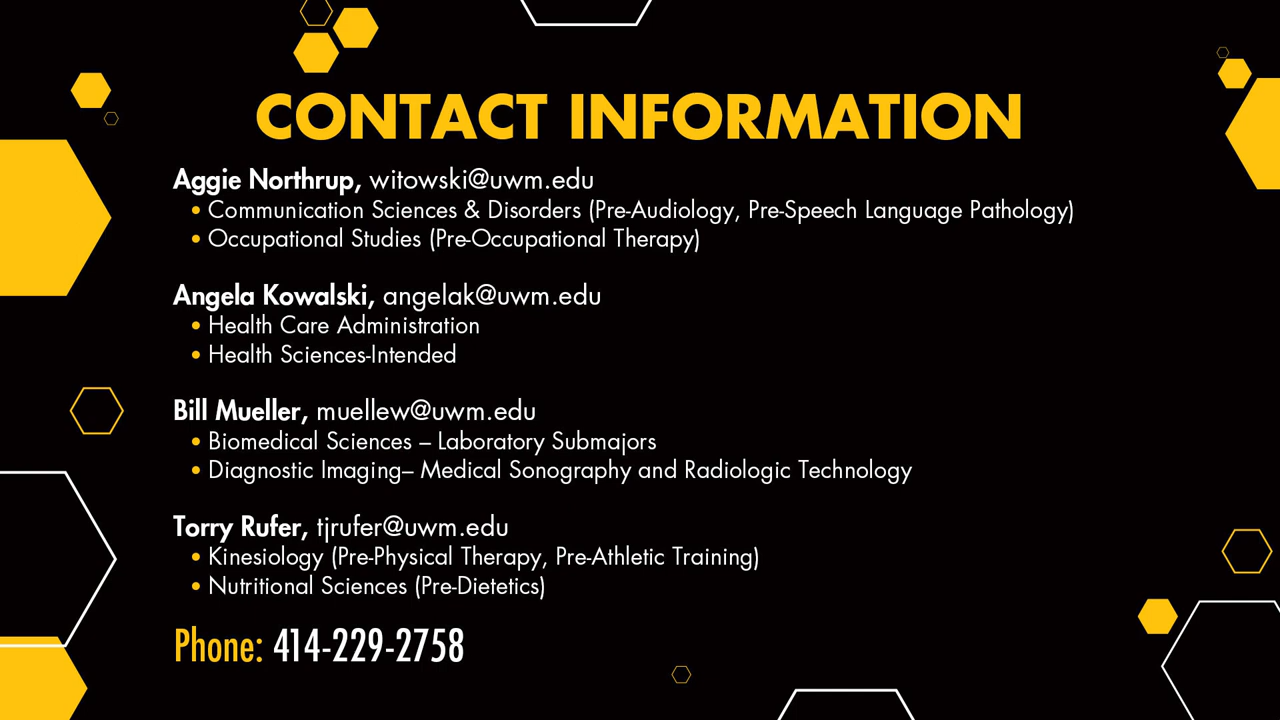 CONTACT INFORMATION
Aggie Northrup, witowski@uwm.edu
• Communication Sciences & Disorders (Pre-Audiology, Pre-Speech Language Pathology)
• Occupational Studies (Pre-Occupational Therapy)
Angela Kowalski, angelak@uwm.edu
• Health Care Administration
• Health Sciences-Intended
Bill Mueller, muellew@uwm.edu
• Biomedical Sciences – Laboratory Submajors
• Diagnostic Imaging– Medical Sonography and Radiologic Technology
Torry Rufer, tjrufer@uwm.edu
• Kinesiology (Pre-Physical Therapy, Pre-Athletic Training)
• Nutritional Sciences (Pre-Dietetics)
Phone: 414-229-2758